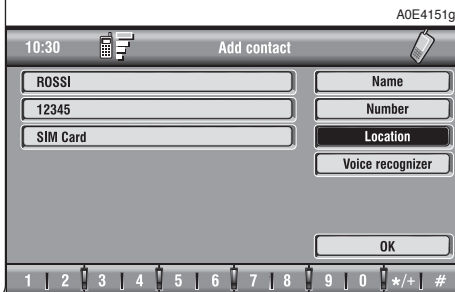 A0E4151g
10:30 Add contact
ROSSI Name
12345 Number
SIM Card Location
Voice recognizer
OK
1 2 3 4 5 6 7 8 9 0 */+ #